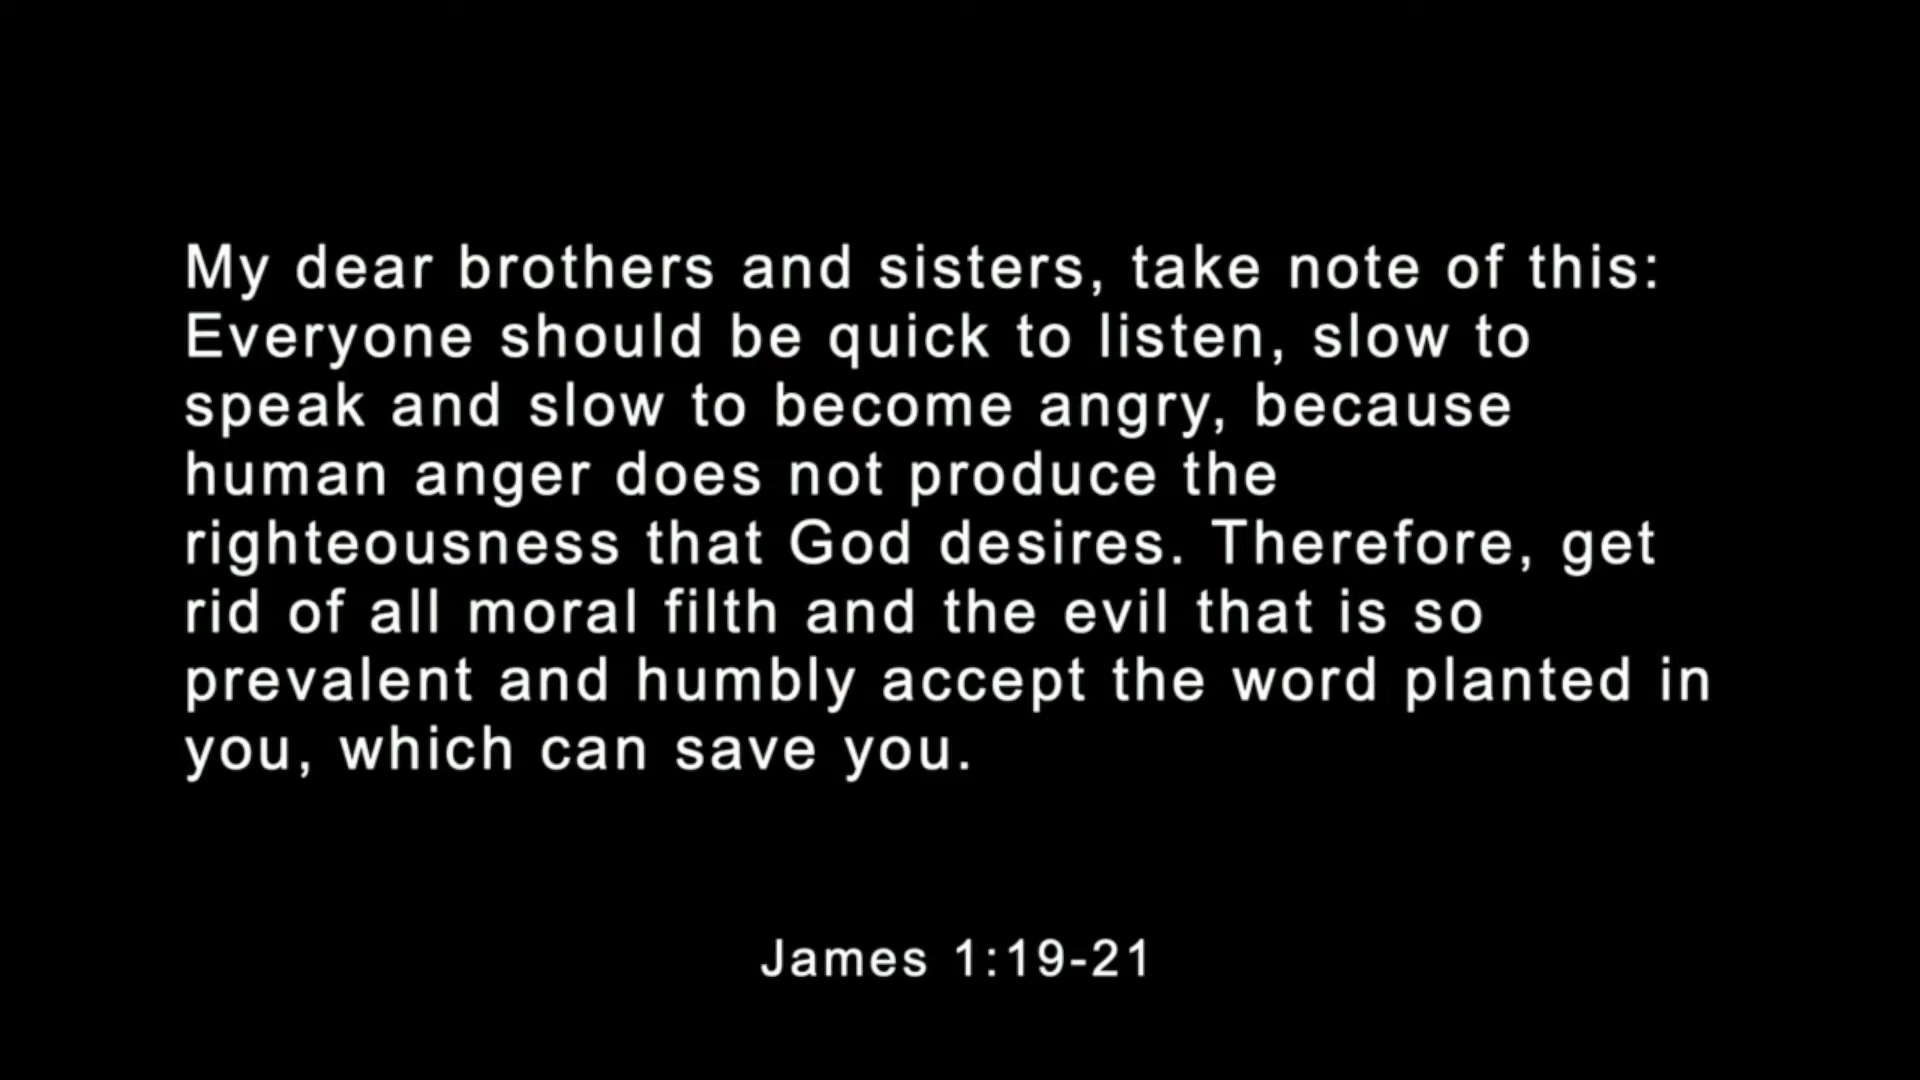 My dear brothers and sisters, take note of this:
Everyone should be quick to listen, slow to
speak and slow to become angry, because
human anger does not produce the
righteousness that God desires. Therefore, get
rid of all moral filth and the evil that is so
prevalent and humbly accept the word planted in
you, which can save you.
James 1:19-21